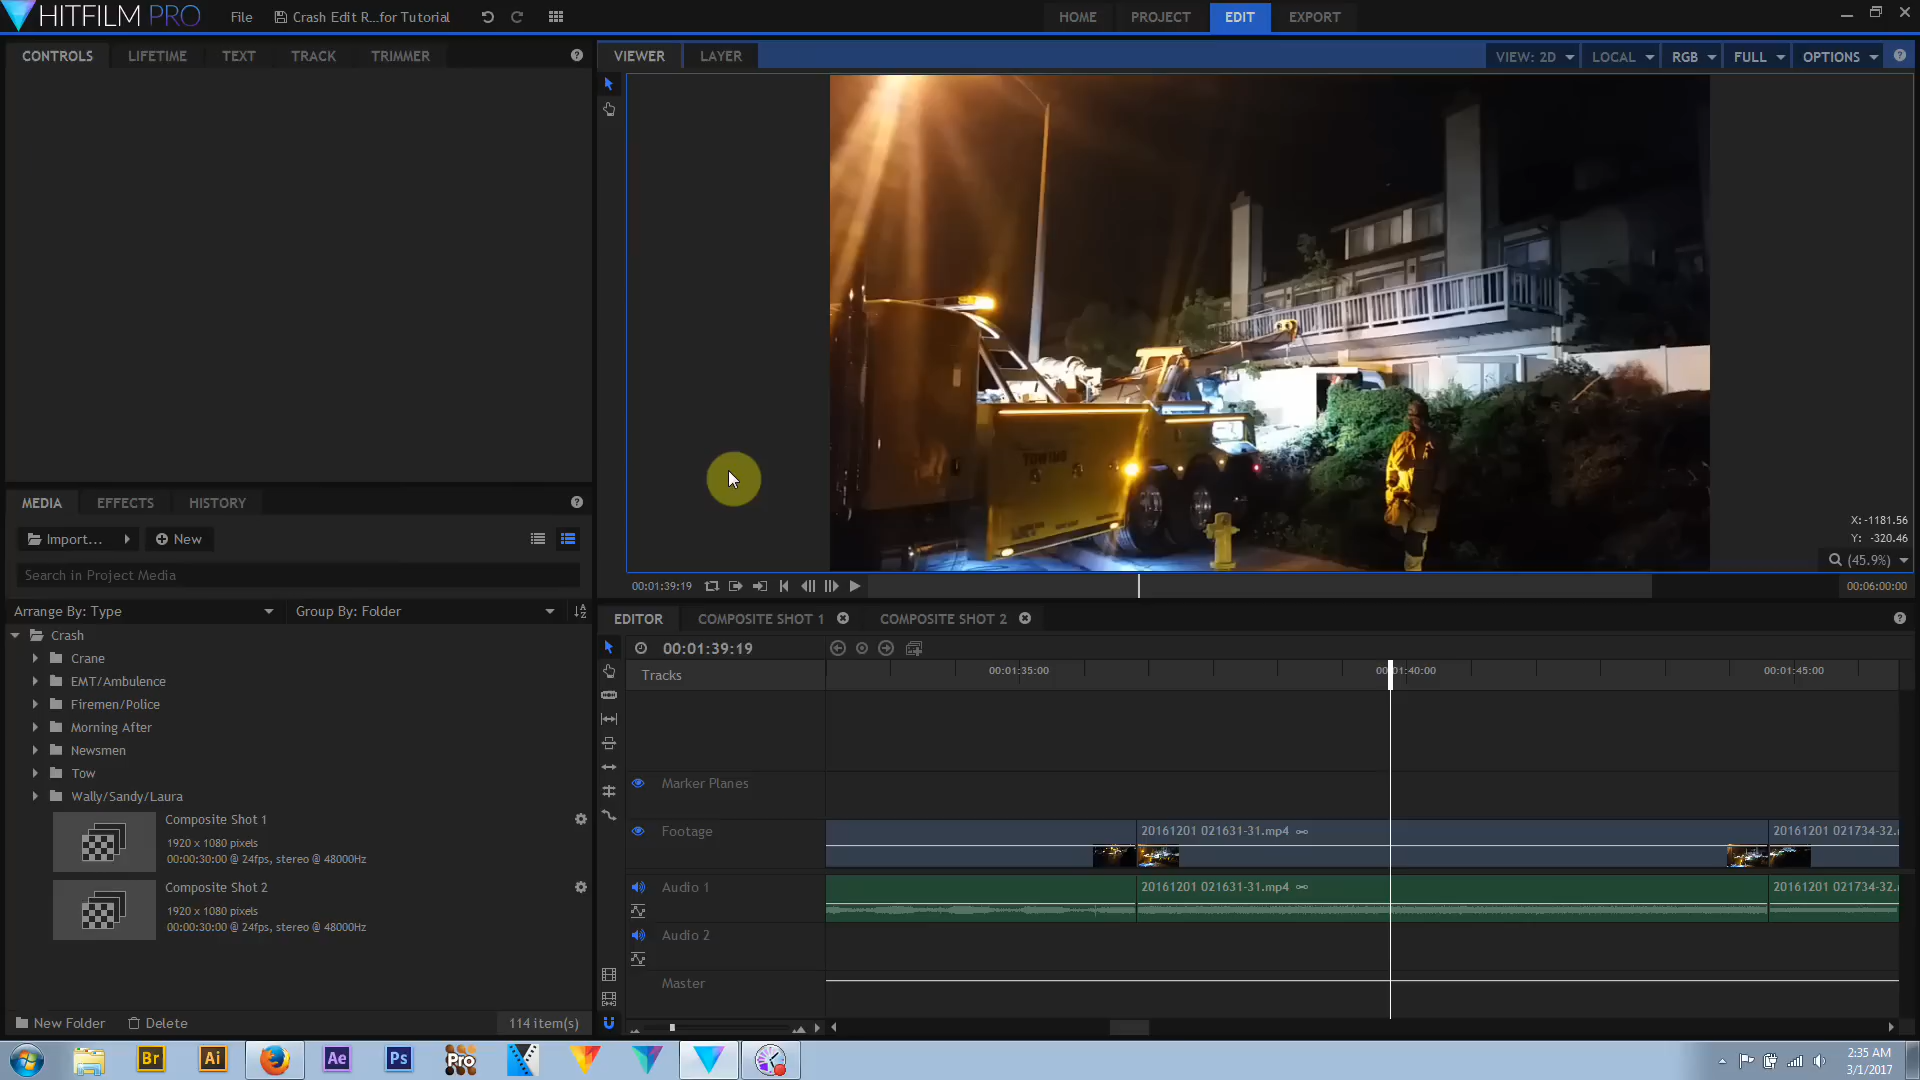 HITFILM PRO
File
Crash Edit R...for Tutorial
HOME
PROJECT
EDIT
EXPORT
CONTROLS
LIFETIME
TEXT
TRACK
TRIMMER
VIEWER
LAYER
VIEW: 2D
LOCAL
RGB
FULL
OPTIONS
TOWING
X: -1181.56
Y: -320.46
(45.9%)
00:01:39:19
00:06:00:00
MEDIA
EFFECTS
HISTORY
Import...
New
Search in Project Media
Arrange By: Type
Group By: Folder
Crash
Crane
EMT/Ambulance
Firemen/Police
Morning After
Newsmen
Tow
Wally/Sandy/Laura
Composite Shot 1
1920 x 1080 pixels
00:00:30:00 @ 24fps, stereo @ 48000Hz
Composite Shot 2
1920 x 1080 pixels
00:00:30:00 @ 24fps, stereo @ 48000Hz
New Folder
Delete
114 item(s)
EDITOR
COMPOSITE SHOT 1
COMPOSITE SHOT 2
00:01:39:19
Tracks
00:01:35:00
00:01:40:00
00:01:45:00
Marker Planes
Footage
20161201 021631-31.mp4
20161201 021734-32.
Audio 1
20161201 021631-31.mp4
20161201 021734-32.
Audio 2
Master
Br
Ai
Ae
Ps
Pro
2:35 AM
3/1/2017